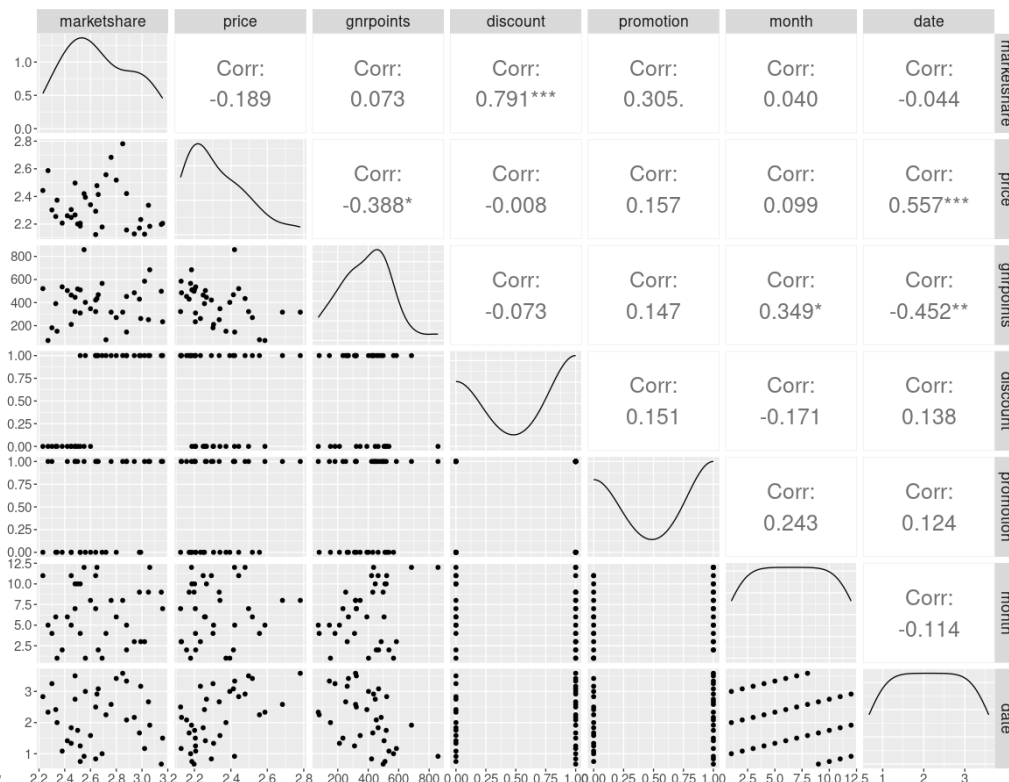 marketshare price gnrpoints discount promotion month date
1.0
0.5
0.0
Corr:
-0.189
Corr:
0.073
Corr:
0.791***
Corr:
0.305.
Corr:
0.040
Corr:
-0.044
marketshare
2.8
2.6
2.4
2.2
Corr:
-0.388*
Corr:
-0.008
Corr:
0.157
Corr:
0.099
Corr:
0.557***
price
800
600
400
200
Corr:
-0.073
Corr:
0.147
Corr:
0.349*
Corr:
-0.452**
gnrpoints
1.00
0.75
0.50
0.25
0.00
Corr:
0.151
Corr:
-0.171
Corr:
0.138
discount
1.00
0.75
0.50
0.25
0.00
Corr:
0.243
Corr:
0.124
promotion
12.5
10.0
7.5
5.0
2.5
Corr:
-0.114
month
3
2
1
date
2.2 2.4 2.6 2.8 3.0 3.2 2.2 2.4 2.6 2.8 200 400 600 800 0.00 0.25 0.50 0.75 1.00 0.00 0.25 0.50 0.75 1.00 2.5 5.0 7.5 10.0 12.5 1 2 3